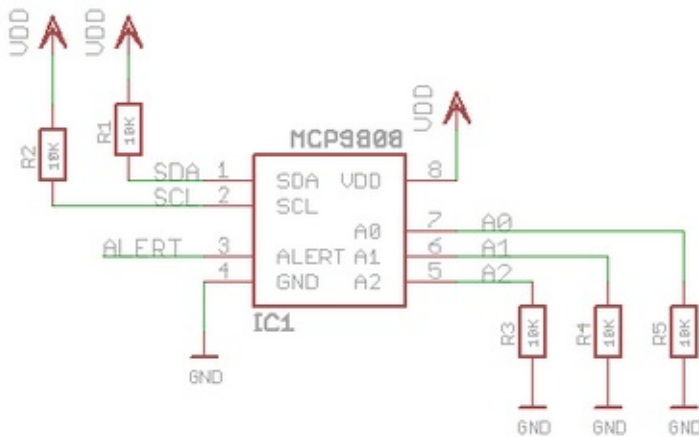 VDD VDD
VDD
MCP9808
R2 10K
R1 10K
SDA 1
SCL 2
ALERT 3
4
SDA VDD
SCL
A0
ALERT A1
GND A2
8
7 A0
6 A1
5 A2
IC1
GND
R3 10K
R4 10K
R5 10K
GND GND GND